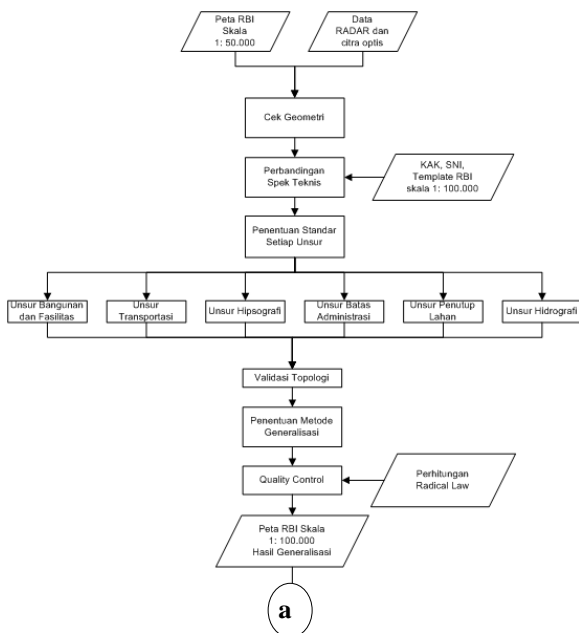 Peta RBI
Skala
1: 50.000
Data
RADAR dan
citra optis
Cek Geometri
Perbandingan
Spek Teknis
KAK, SNI,
Template RBI
skala 1: 100.000
Penentuan Standar
Setiap Unsur
Unsur Bangunan
dan Fasilitas
Unsur
Transportasi
Unsur Hipsografi
Unsur Batas
Administrasi
Unsur Penutup
Lahan
Unsur Hidrografi
Validasi Topologi
Penentuan Metode
Generalisasi
Quality Control
Perhitungan
Radical Law
Peta RBI Skala
1: 100.000
Hasil Generalisasi
a